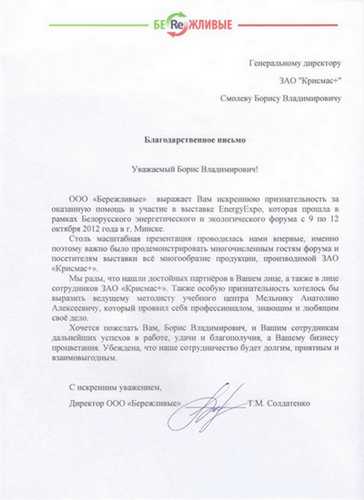 БЕReЖЛИВЫЕ
Генеральному директору
ЗАО "Крисмас+"
Смолеву Борису Владимировичу
Благодарственное письмо
Уважаемый Борис Владимирович!
ООО «Бережливые» выражает Вам искреннюю признательность за
оказанную помощь и участие в выставке EnergyExpo, которая прошла в
рамках Белорусского энергетического и экологического форума с 9 по 12
октября 2012 года в г. Минске.
Столь масштабная презентация проводилась нами впервые, именно
поэтому важно было продемонстрировать многочисленным гостям форума и
посетителям выставки всё многообразие продукции, производимой ЗАО
«Крисмас+».
Мы рады, что нашли достойных партнёров в Вашем лице, а также в лице
сотрудников ЗАО «Крисмас+». Также особую признательность хотелось бы
выразить ведущему методисту учебного центра Мельнику Анатолию
Алексеевичу, который проявил себя профессионалом, знающим и любящим
своё дело.
Хочется пожелать Вам, Борис Владимирович, и Вашим сотрудникам
дальнейших успехов в работе, удачи и благополучия, а Вашему бизнесу
процветания. Убеждена, что наше сотрудничество будет долгим, приятным и
взаимовыгодным.
С искренним уважением,
Директор ООО «Бережливые» Т.М. Солдатенко